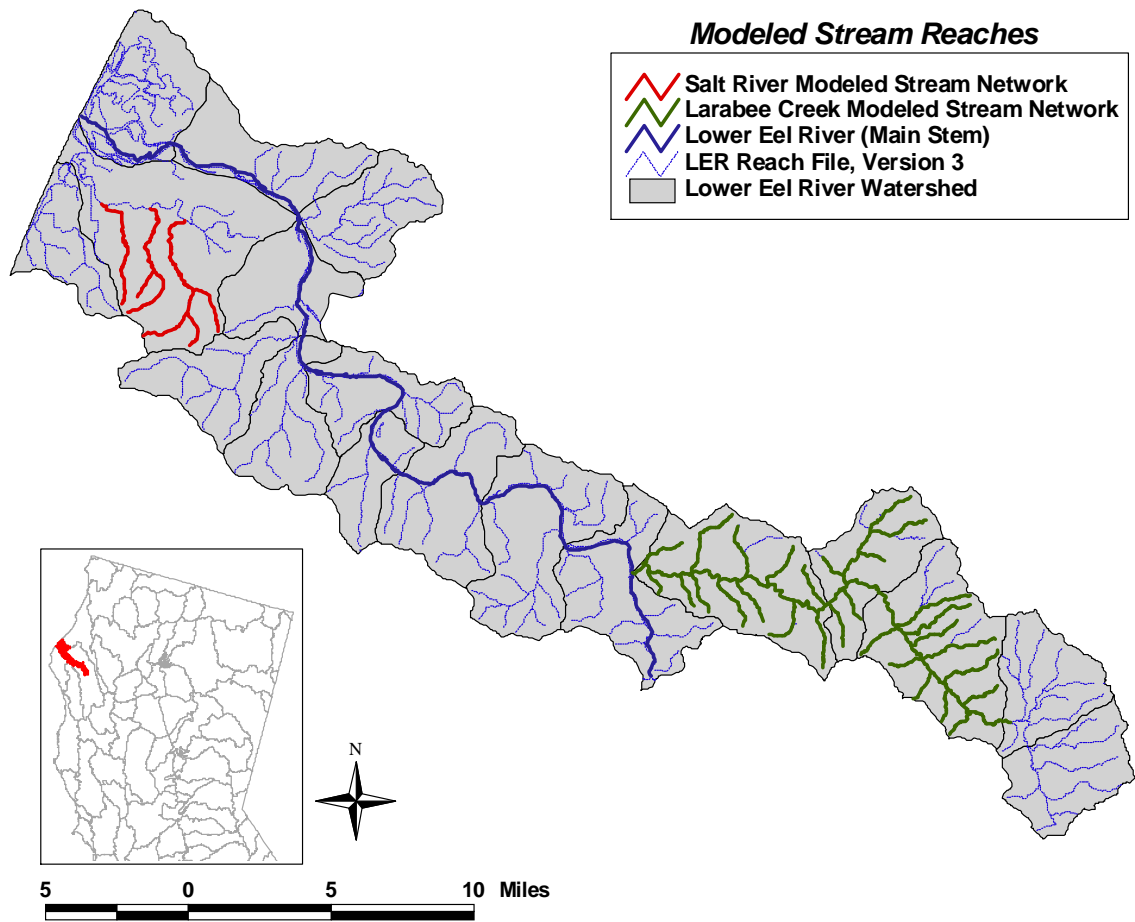 Modeled Stream Reaches
Salt River Modeled Stream Network
Larabee Creek Modeled Stream Network
Lower Eel River (Main Stem)
LER Reach File, Version 3
Lower Eel River Watershed
N
5 0 5 10 Miles